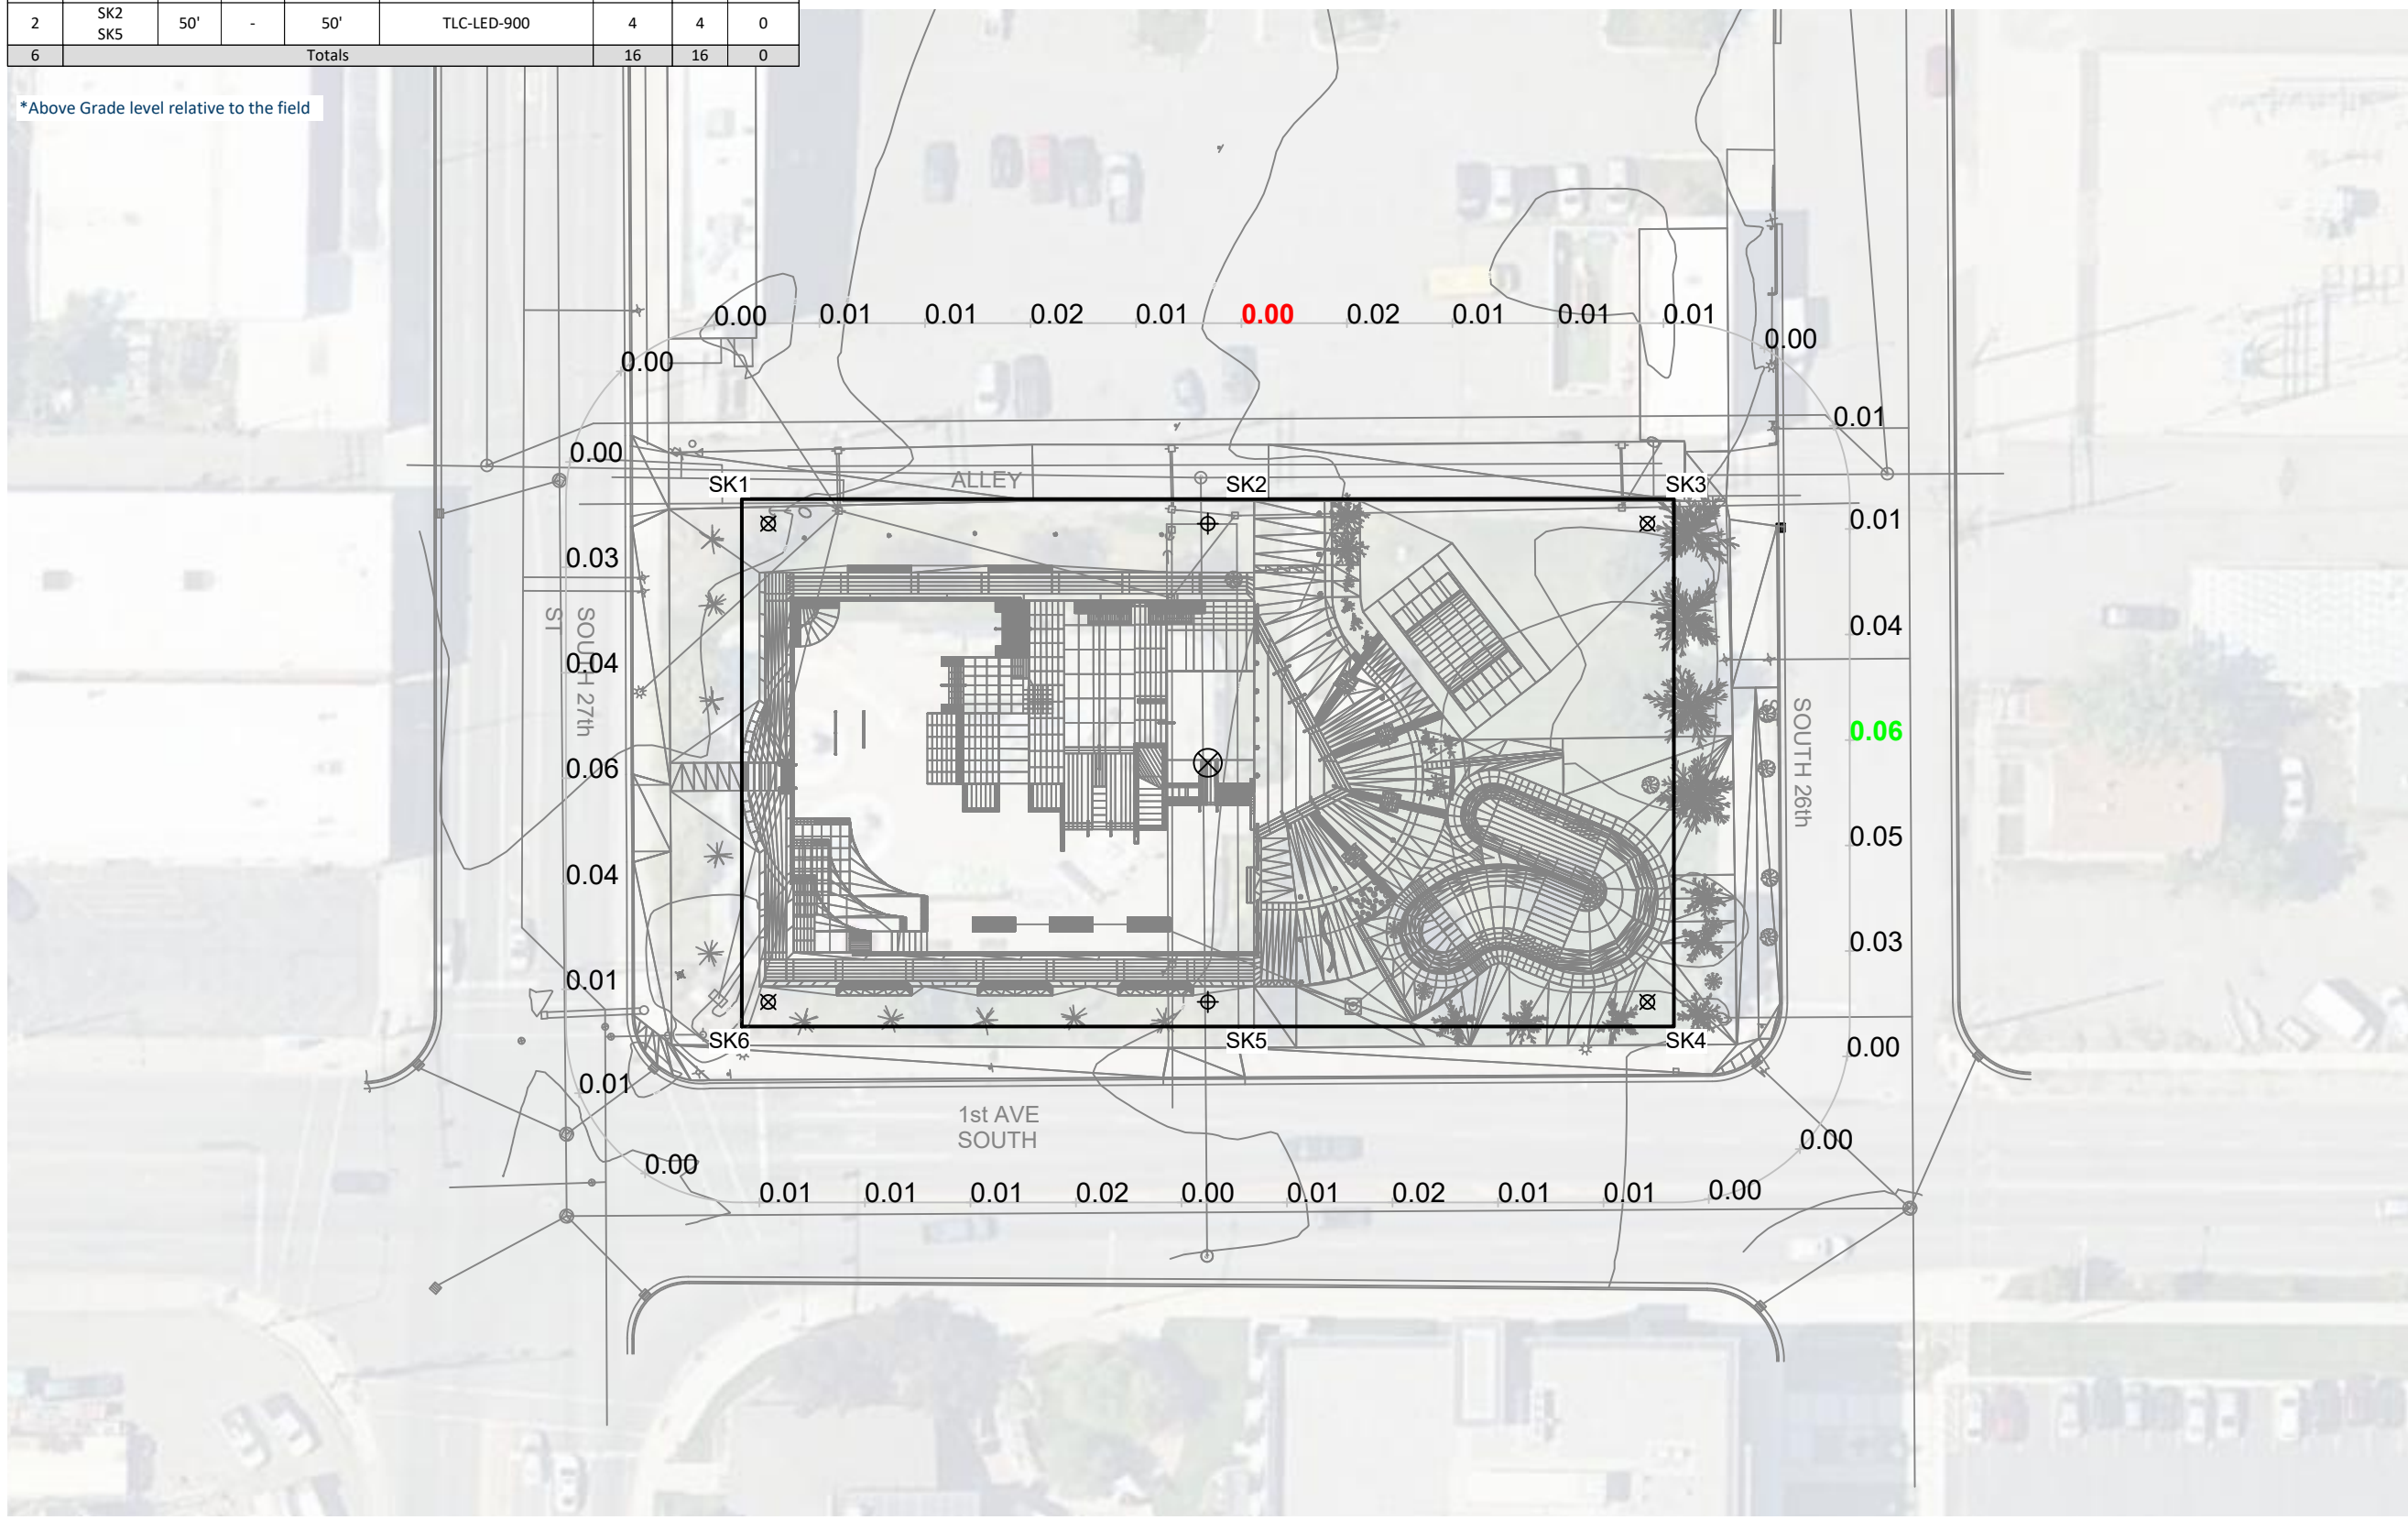 2 SK2 SK5 50' - 50' TLC-LED-900 4 4 0
6 Totals 16 16 0
*Above Grade level relative to the field
0.00 0.01 0.01 0.02 0.01 0.00 0.02 0.01 0.01 0.01
0.00
0.00
0.01
0.00
ALLEY
SK1 SK2 SK3
0.01
0.03
0.04
SOUTH 27th
ST
0.04
SOUTH 26th
0.06
0.06
0.05
0.04
0.03
0.01
SK6 SK5 SK4
0.00
0.01
1st AVE
SOUTH
0.00
0.00
0.01 0.01 0.01 0.02 0.00 0.01 0.02 0.01 0.01 0.00